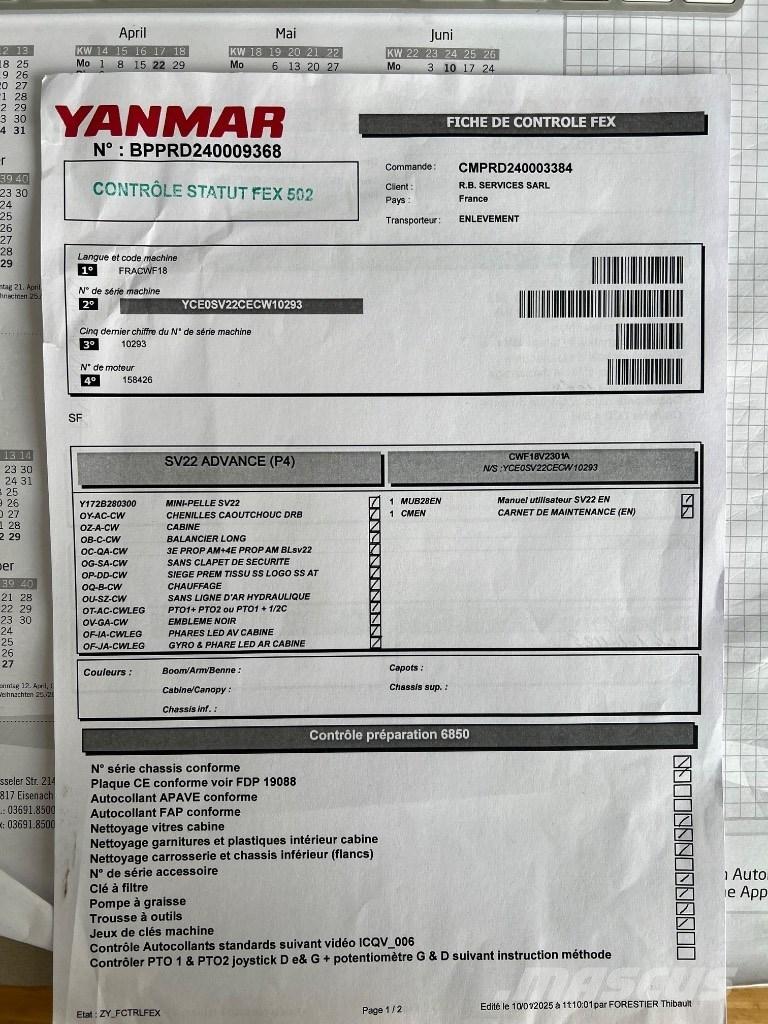 April
Mai
Juni
KW 14 15 16 17 18
KW 18 19 20 21 22
KW 22 23 24 25 26
Mo 1 8 15 22 29
Mo 6 13 20 27
Mo 3 10 17 24
YANMAR
N° : BPPRD240009368
CONTRÔLE STATUT FEX 502
FICHE DE CONTROLE FEX
Commande : CMPRD240003384
Client : R.B. SERVICES SARL
Pays : France
Transporteur : ENLEVEMENT
Langue et code machine
1° FRACWF18
N° de série machine
2° YCE0SV22CECW10293
Cinq dernier chiffre du N° de série machine
3° 10293
N° de moteur
4° 158426
SF
SV22 ADVANCE (P4)
CWF18V2301A
N/S :YCE0SV22CECW10293
Y172B280300 MINI-PELLE SV22
OY-AC-CW CHENILLES CAOUTCHOUC DRB
OZ-A-CW CABINE
OB-C-CW BALANCIER LONG
OC-QA-CW 3E PROP AM+4E PROP AM BLsv22
OG-SA-CW SANS CLAPET DE SECURITE
OP-DD-CW SIEGE PREM TISSU SS LOGO SS AT
OQ-B-CW CHAUFFAGE
OU-SZ-CW SANS LIGNE D'AR HYDRAULIQUE
OT-AC-CWLEG PTO1+ PTO2 ou PTO1 + 1/2C
OV-GA-CW EMBLEME NOIR
OF-IA-CWLEG PHARES LED AV CABINE
OF-JA-CWLEG GYRO & PHARE LED AR CABINE
1 MUB28EN Manuel utilisateur SV22 EN
1 CMEN CARNET DE MAINTENANCE (EN)
Couleurs : Boom/Arm/Benne : Capots :
Cabine/Canopy : Chassis sup. :
Chassis inf. :
Contrôle préparation 6850
N° série chassis conforme
Plaque CE conforme voir FDP 19088
Autocollant APAVE conforme
Autocollant FAP conforme
Nettoyage vitres cabine
Nettoyage garnitures et plastiques intérieur cabine
Nettoyage carrosserie et chassis inférieur (flancs)
N° de série accessoire
Clé à filtre
Pompe à graisse
Trousse à outils
Jeux de clés machine
Contrôle Autocollants standards suivant vidéo ICQV_006
Contrôler PTO 1 & PTO2 joystick D e& G + potentiomètre G & D suivant instruction méthode
Etat : ZY_FCTRLFEX
Page 1 / 2
Edité le 10/01/2025 à 11:10:01 par FORESTIER Thibault
MASCUS